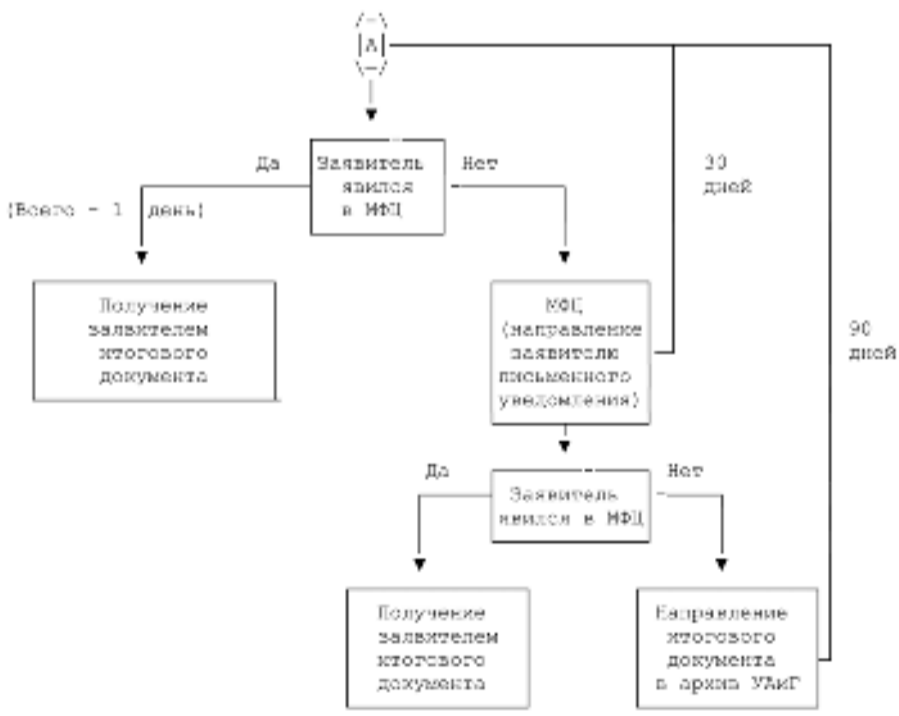 А
Да
Заявитель
явился
в МФЦ
Нет
30
дней
(Всего - 1 день)
Получение
заявителем
итогового
документа
МФЦ
(направление
заявителю
письменного
уведомления)
90
дней
Да
Заявитель
явился в МФЦ
Нет
Получение
заявителем
итогового
документа
Направление
итогового
документа
в архив УАиГ